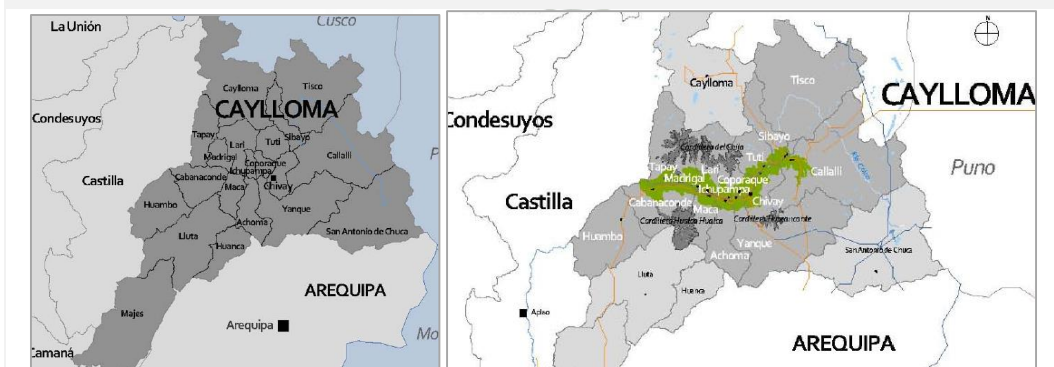 La Unión
Cusco
Caylloma
Tisco
CAYLLOMA
Condesuyos
Tapay
Lari
Tuti
Sibayo
Madrigal
Coporaque
Callalli
Ichupampa
Castilla
Cabanaconde
Maca
Chivay
Huambo
Yanque
Achoma
Lluta
Huanca
San Antonio de Chuca
AREQUIPA
Majes
Arequipa
Camaná
Mo
N
Caylloma
Tisco
CAYLLOMA
Condesuyos
Sibayo
Tapay
Lari
Tuti
Madrigal
Coporaque
Callalli
Puno
Ichupampa
Castilla
Cabanaconde
Maca
Chivay
Huambo
Yanque
Achoma
San Antonio de Chuca
Lluta
Huanca
Aplao
AREQUIPA